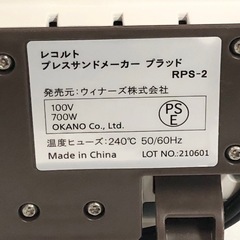 レコルト
プレスサンドメーカー プラッド
RPS-2
発売元：ウィナーズ株式会社
100V
700W
OKANO Co., Ltd.
PS
E
温度ヒューズ：240℃ 50/60Hz
Made in China
LOT NO.:210601